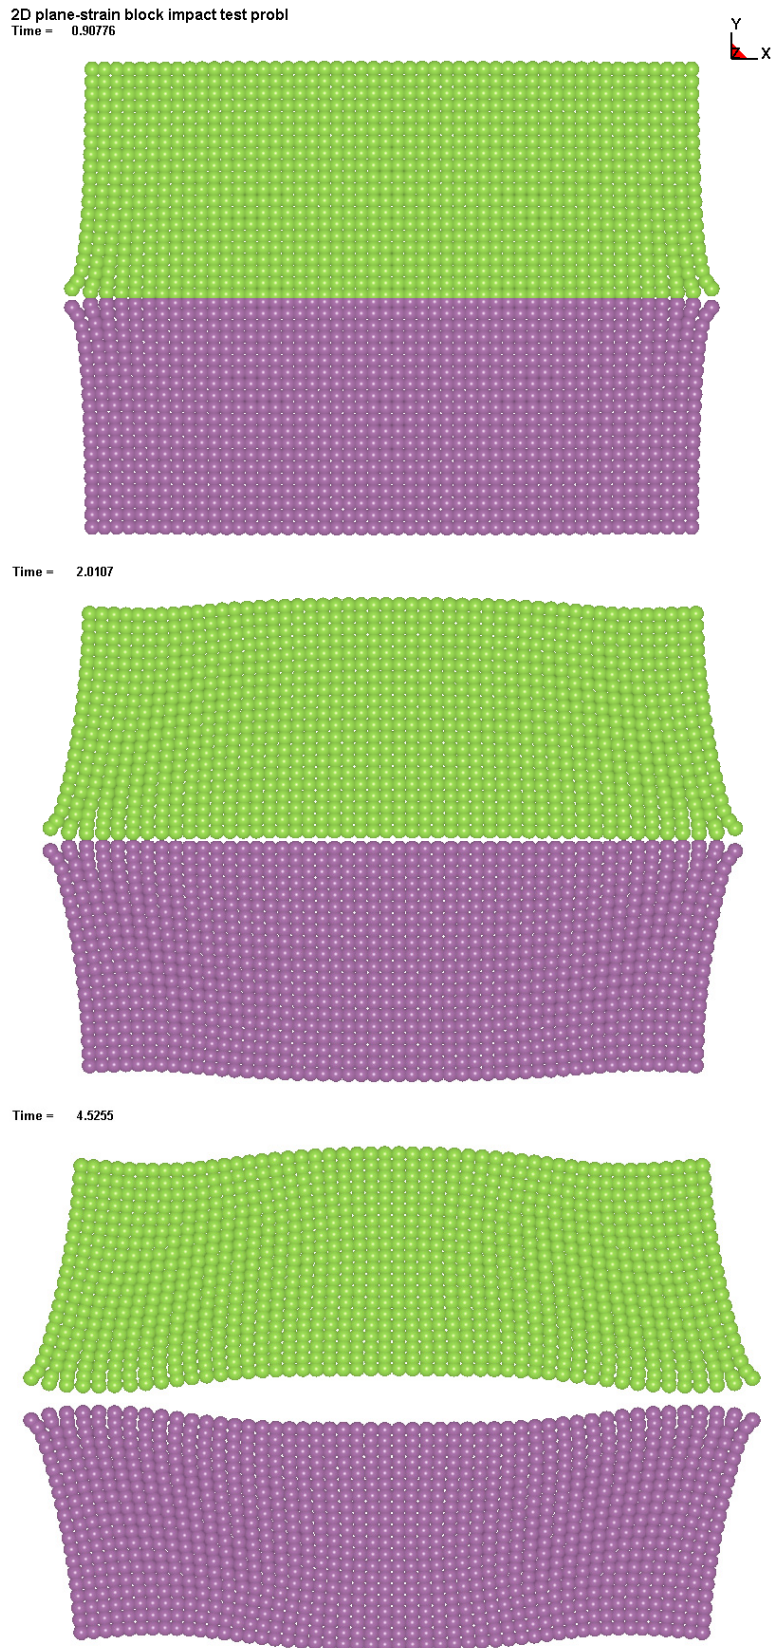 2D plane-strain block impact test probl
Time = 0.90776
Y
Z X
Time = 2.0107
Time = 4.5255